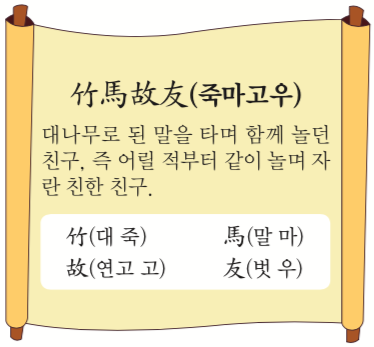 竹馬故友(죽마고우)
대나무로 된 말을 타며 함께 놀던
친구, 즉 어릴 적부터 같이 놀며 자
란 친한 친구.
竹(대 죽) 馬(말 마)
故(연고 고) 友(벗 우)